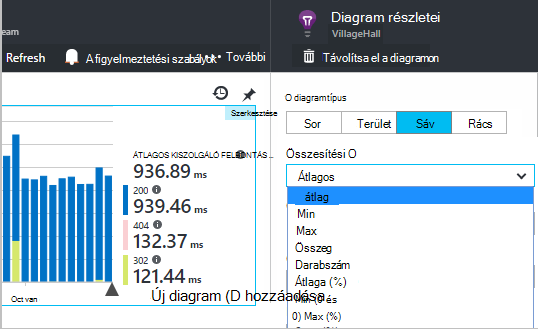 eam
Refresh
A figyelmeztetési szabályok
··· További
Szerkesztése
ÁTLAGOS KISZOLGÁLÓ
936.89 ms
200
939.46 ms
404
132.37 ms
302
121.44 ms
Oct van
Új diagram (D hozzáadása
Diagram részletei
VillageHall
Távolítsa el a diagramon
O diagramtípus
Sor
Terület
Sáv
Rács
Összesítési O
Átlagos
átlag
Min
Max
Összeg
Darabszám
Átlaga (%)
Min (0 és
0) Max (%)